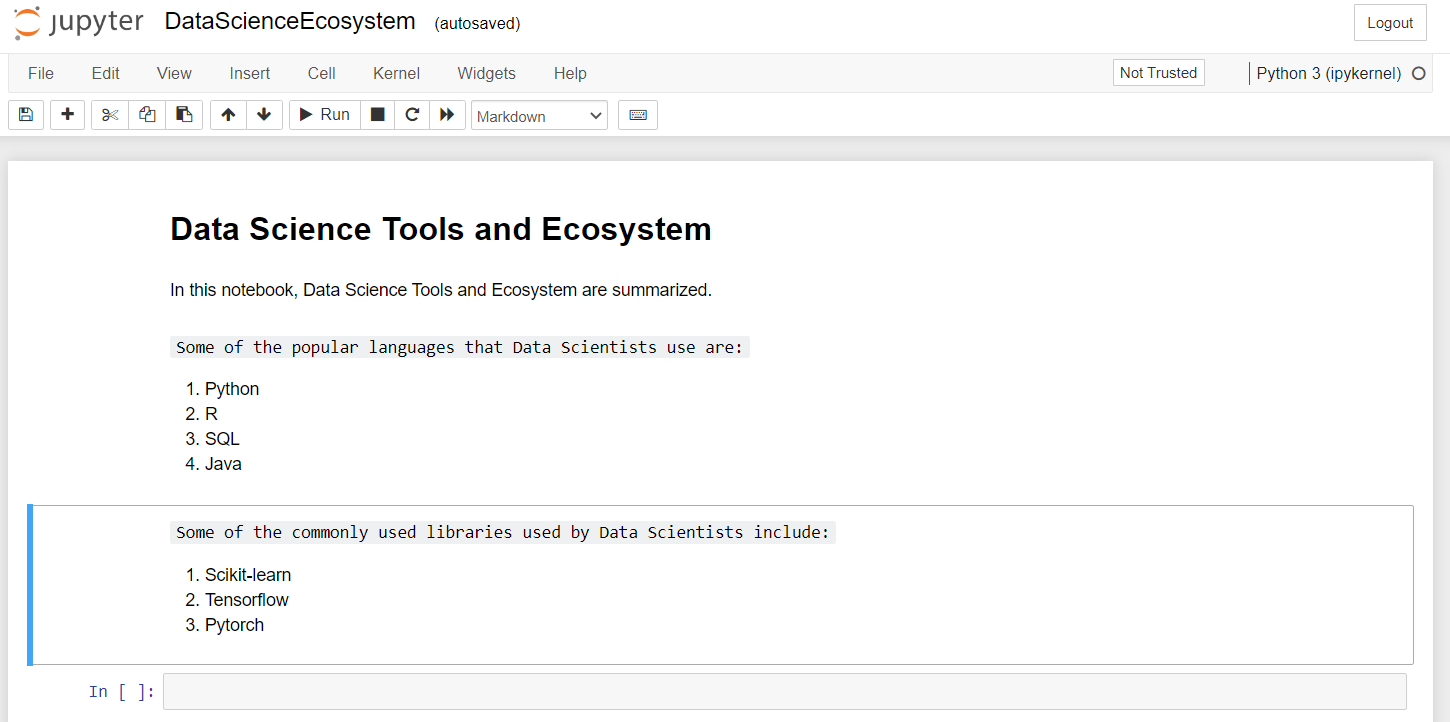 jupyter DataScienceEcosystem (autosaved) Logout
File Edit View Insert Cell Kernel Widgets Help Not Trusted Python 3 (ipykernel)
Run Markdown
Data Science Tools and Ecosystem
In this notebook, Data Science Tools and Ecosystem are summarized.
Some of the popular languages that Data Scientists use are:
1. Python
2. R
3. SQL
4. Java
Some of the commonly used libraries used by Data Scientists include:
1. Scikit-learn
2. Tensorflow
3. Pytorch
In [ ]: